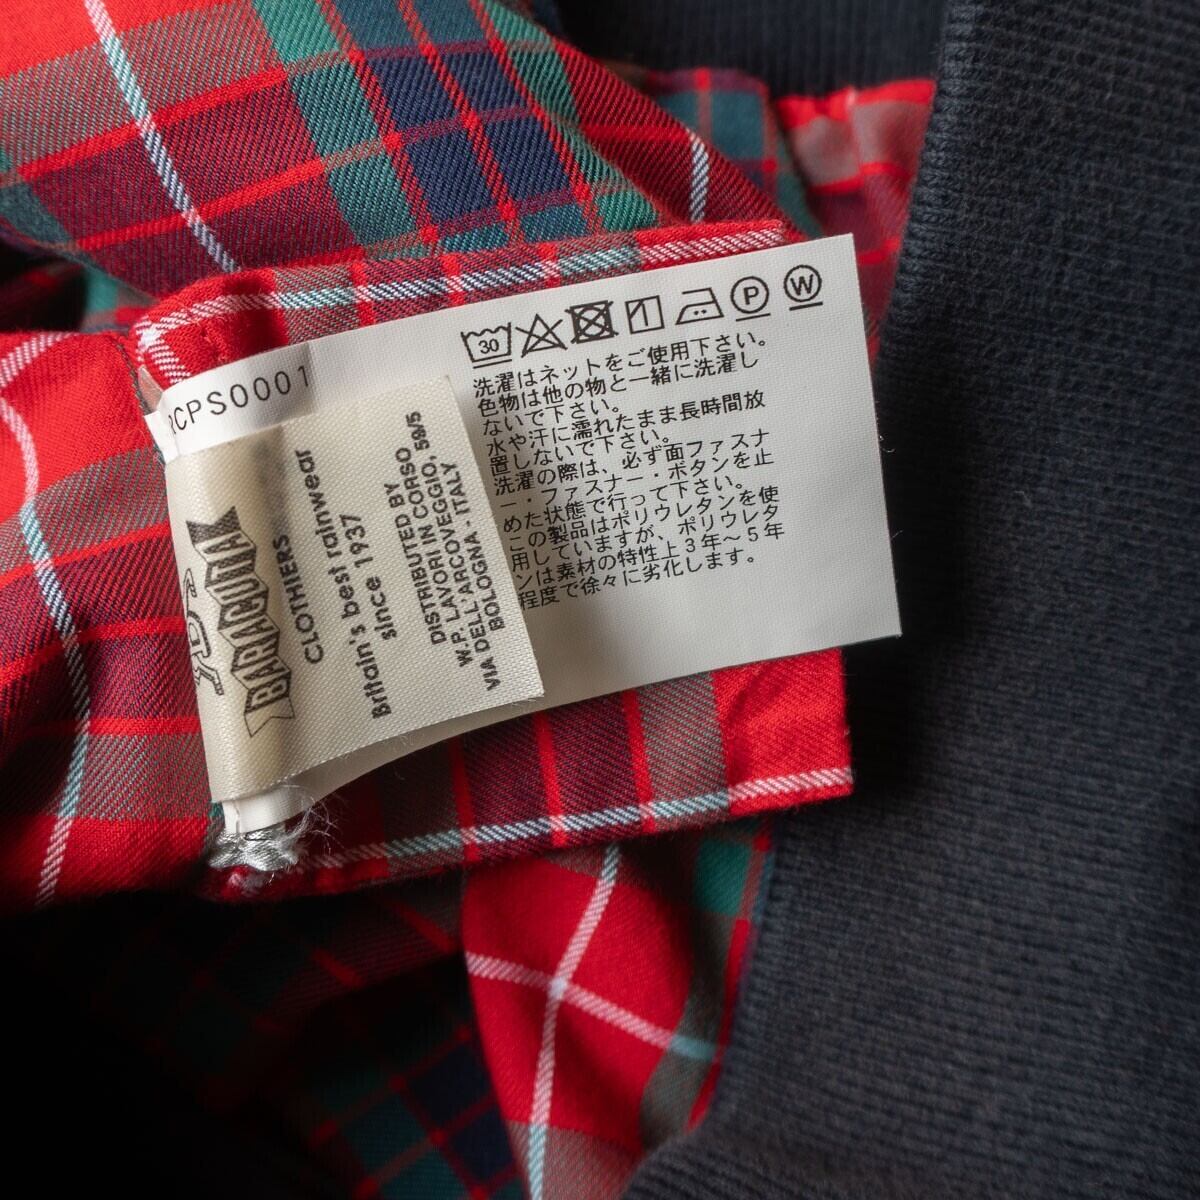 30 P W
洗濯はネットをご使用下さい。
色物は他の物と一緒に洗濯し
ないで下さい。
水や汗に濡れたまま長時間放
置しないで下さい。
洗濯の際は、必ず面ファスナ
ー・ファスナー・ボタンを止
めた状態で行って下さい。
この製品はポリウレタンを使
用していますが、ポリウレタ
ンは素材の特性上3年～5年
程度で徐々に劣化します。
RCPS0001
BARACUTA
CLOTHIERS
Britain's best rainwear
since 1937
DISTRIBUTED BY
W.P. LAVORI IN CORSO
VIA DELL'ARCOVEGGIO, 59/5
BOLOGNA - ITALY